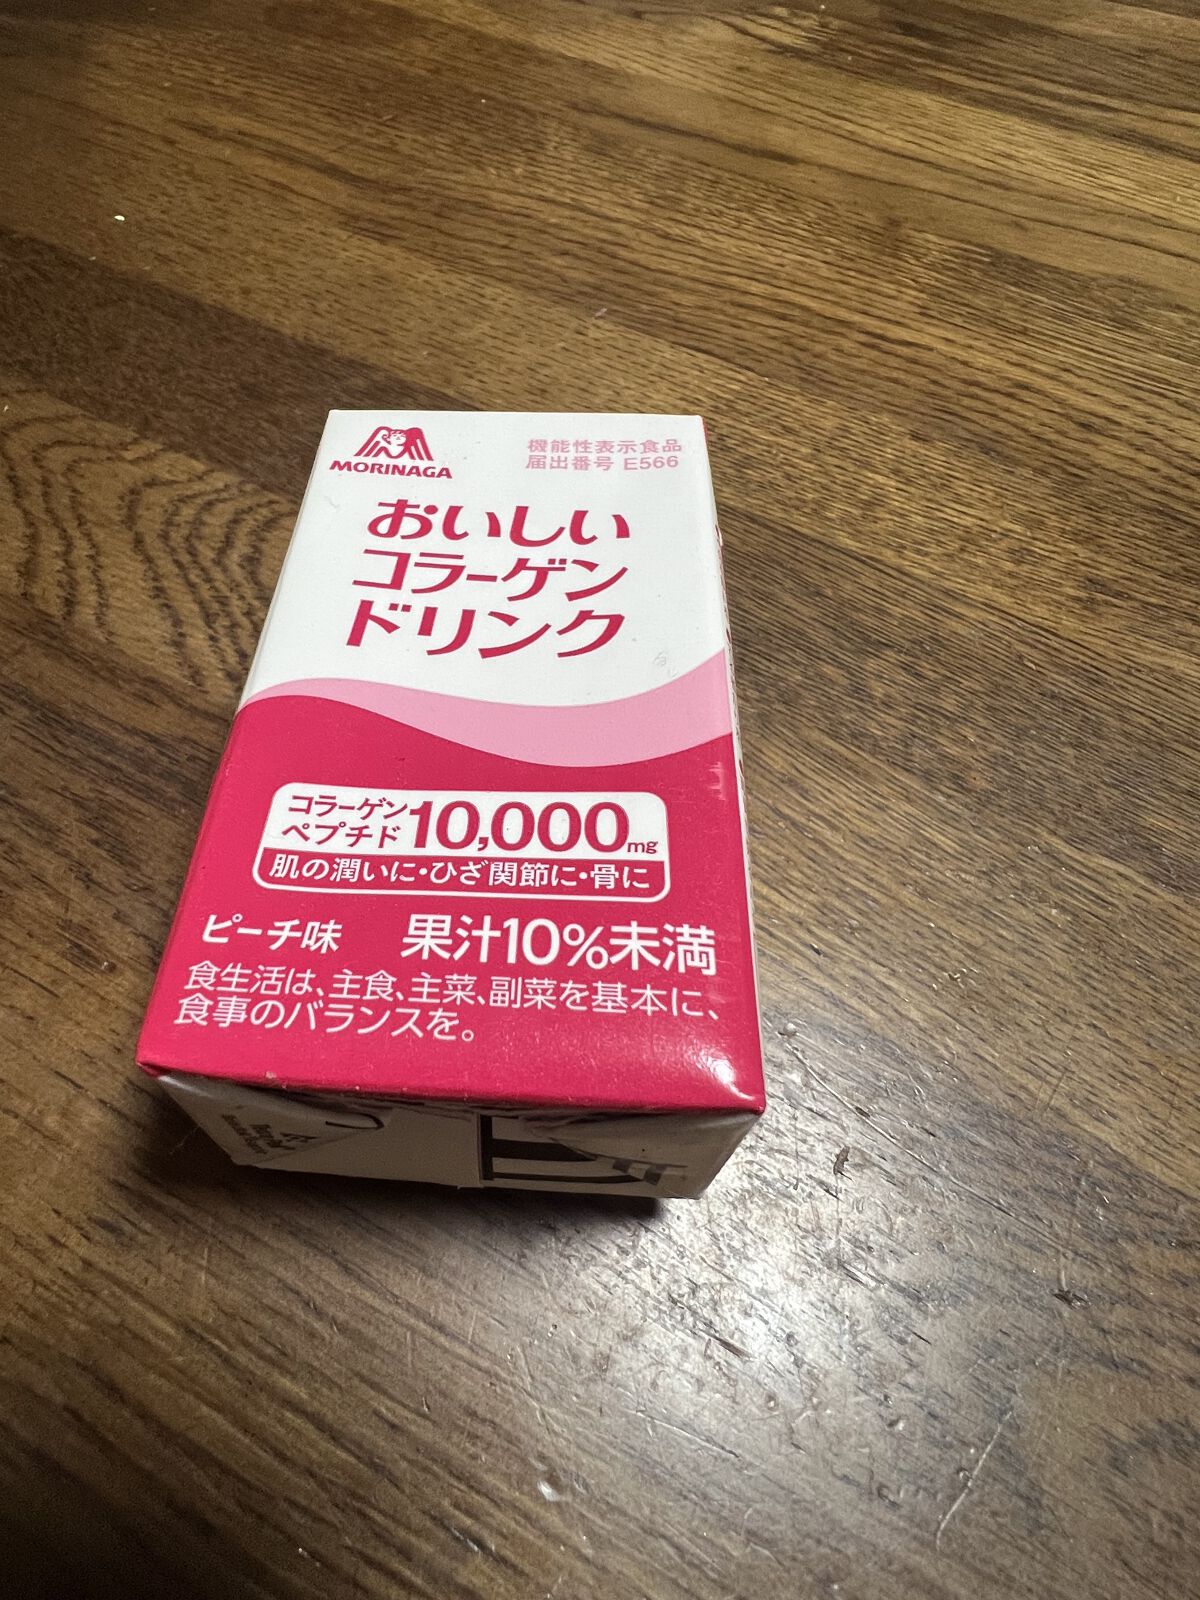 MORINAGA
機能性表示食品
届出番号 E566
おいしい
コラーゲン
ドリンク
コラーゲン
ペプチド 10,000mg
肌の潤いに・ひざ関節に・骨に
ピーチ味 果汁10%未満
食生活は、主食、主菜、副菜を基本に、
食事のバランスを。